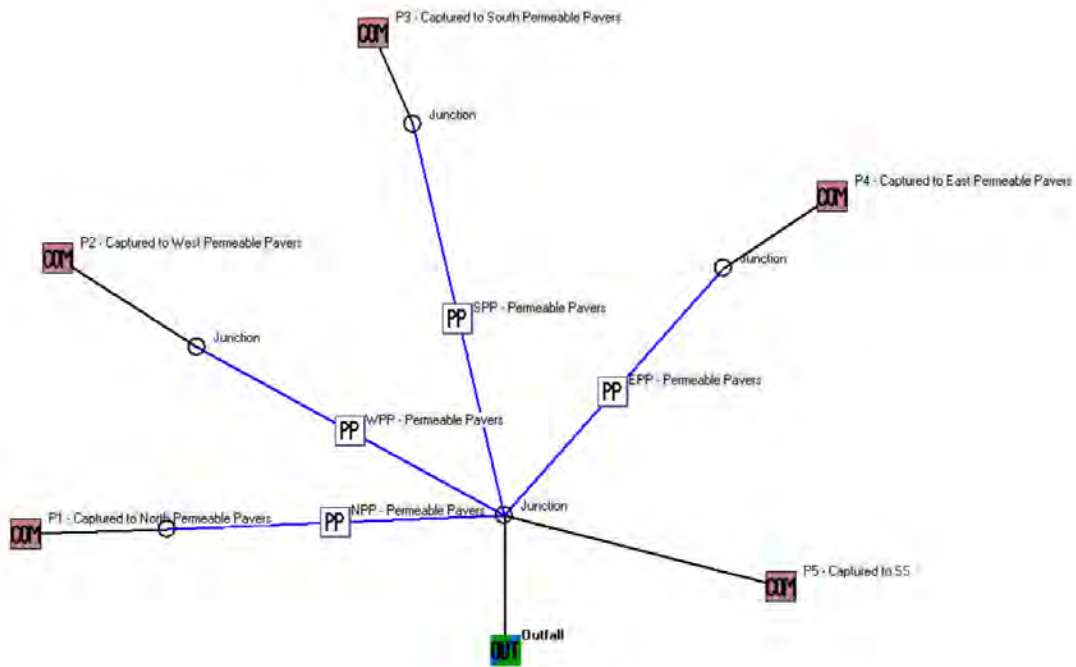 COM
P3 - Captured to South Permeable Pavers
Junction
COM
P4 - Captured to East Permeable Pavers
COM
P2 - Captured to West Permeable Pavers
Junction
PP
SPP - Permeable Pavers
Junction
PP
EPP - Permeable Pavers
PP
WPP - Permeable Pavers
COM
P1 - Captured to North Permeable Pavers
PP
NPP - Permeable Pavers
Junction
COM
P5 - Captured to SS
OUT
Outfall